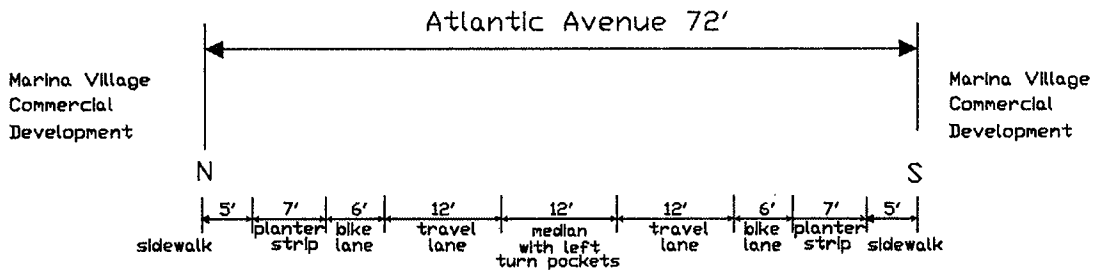 Atlantic Avenue 72'
Marina Village
Commercial
Development
Marina Village
Commercial
Development
N
S
5' 7' 6' 12' 12' 12' 6' 7' 5'
sidewalk
planter
strip
bike
lane
travel
lane
median
with left
turn pockets
travel
lane
bike
lane
planter
strip
sidewalk